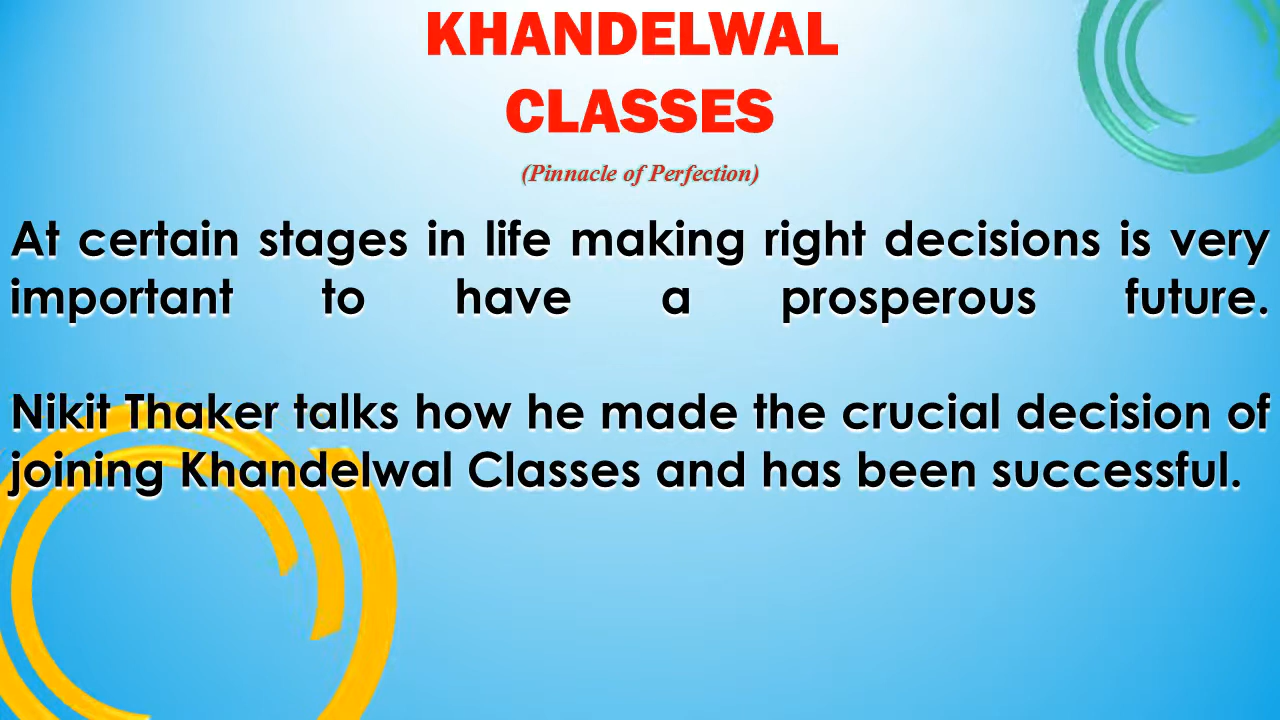 KHANDELWAL
CLASSES
(Pinnacle of Perfection)
At certain stages in life making right decisions is very
important to have a prosperous future.
Nikit Thaker talks how he made the crucial decision of
joining Khandelwal Classes and has been successful.